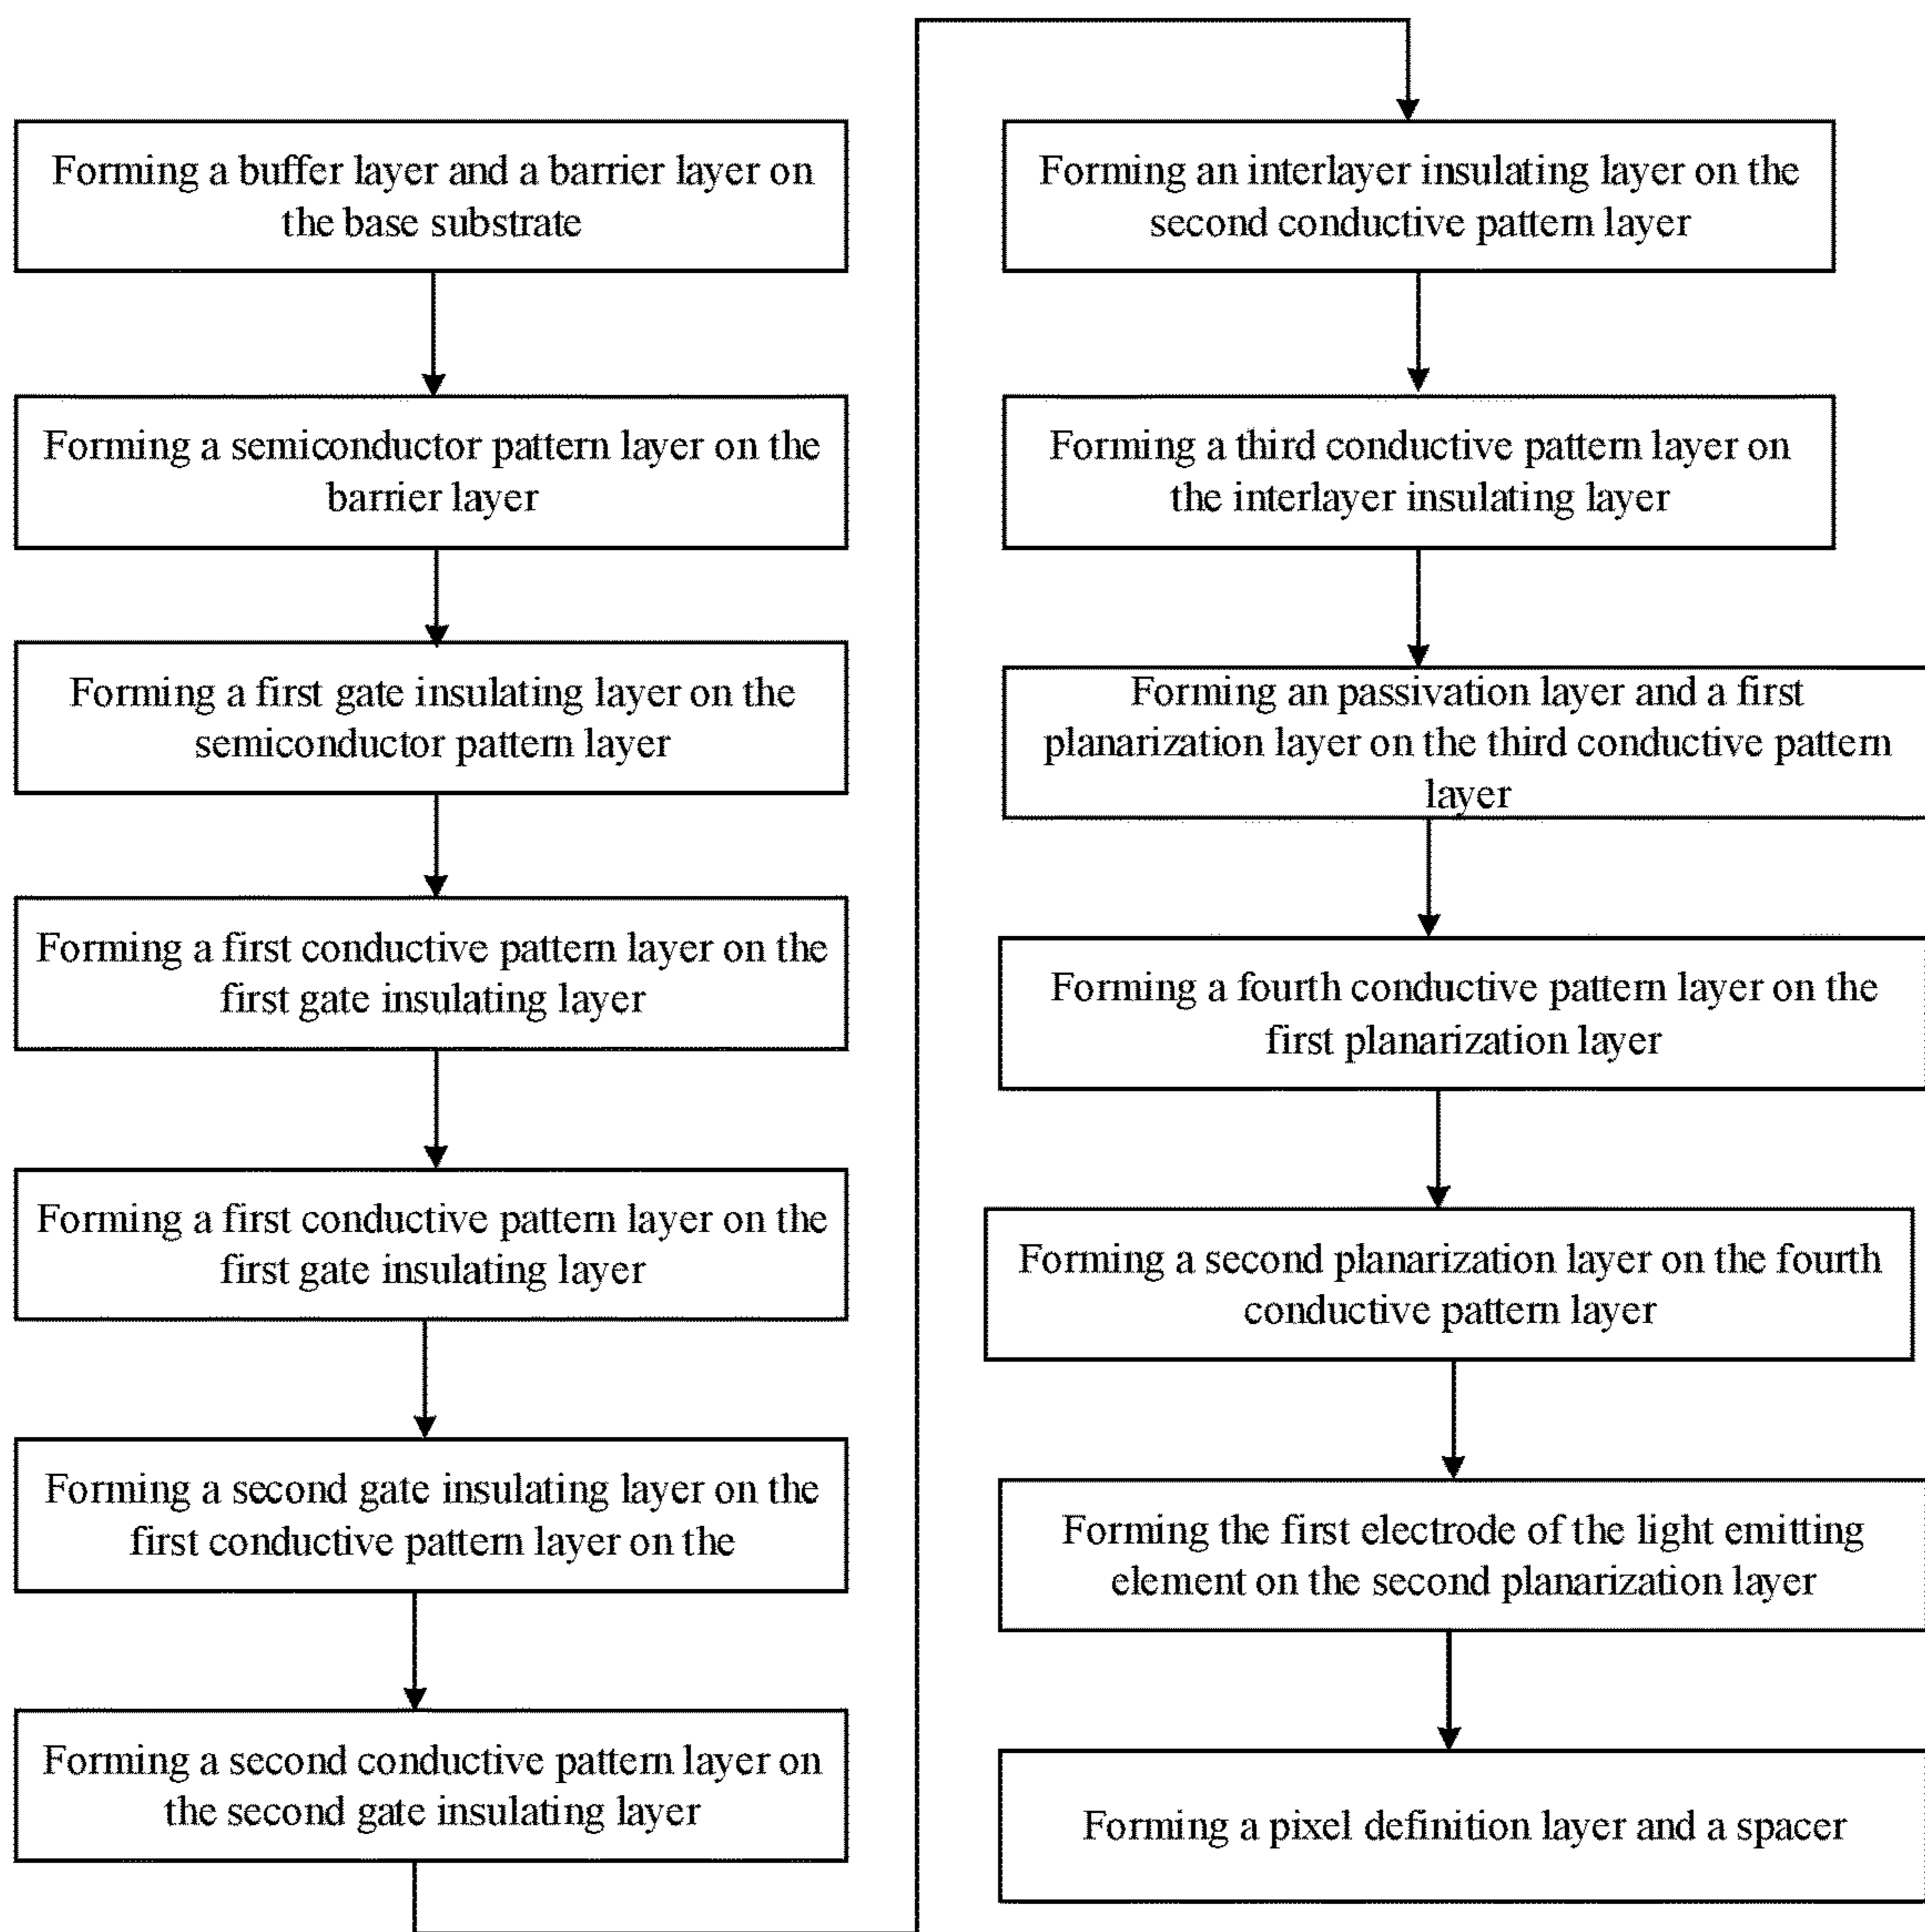 Forming a buffer layer and a barrier layer on
the base substrate
Forming a semiconductor pattern layer on the
barrier layer
Forming a first gate insulating layer on the
semiconductor pattern layer
Forming a first conductive pattern layer on the
first gate insulating layer
Forming a first conductive pattern layer on the
first gate insulating layer
Forming a second gate insulating layer on the
first conductive pattern layer on the
Forming a second conductive pattern layer on
the second gate insulating layer
Forming an interlayer insulating layer on the
second conductive pattern layer
Forming a third conductive pattern layer on
the interlayer insulating layer
Forming an passivation layer and a first
planarization layer on the third conductive pattern
layer
Forming a fourth conductive pattern layer on the
first planarization layer
Forming a second planarization layer on the fourth
conductive pattern layer
Forming the first electrode of the light emitting
element on the second planarization layer
Forming a pixel definition layer and a spacer